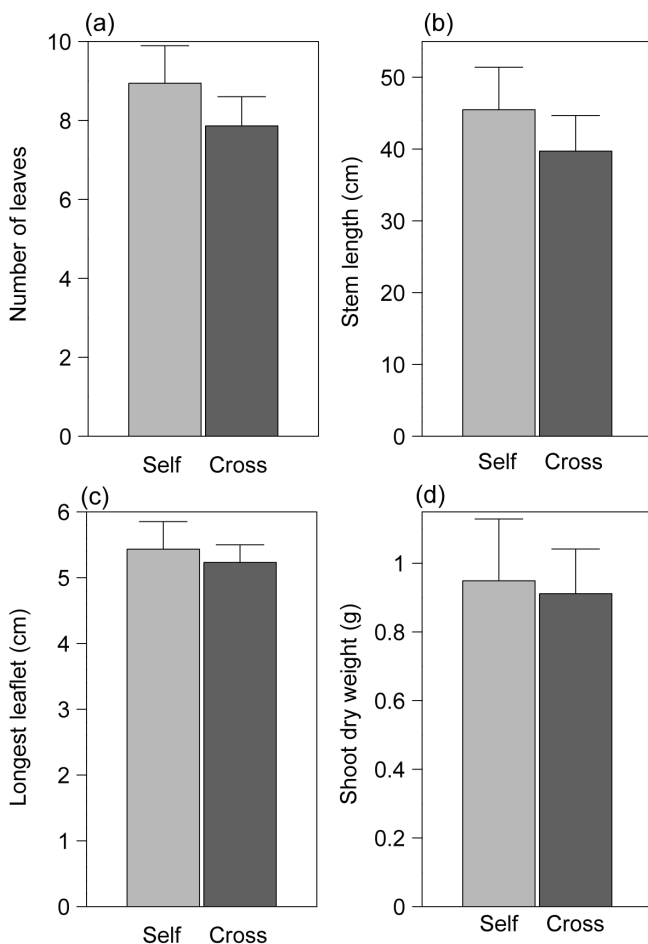 (a)
10
8
6
4
2
0
Number of leaves
Self Cross
(b)
50
40
30
20
10
0
Stem length (cm)
Self Cross
(c)
6
5
4
3
2
1
0
Longest leaflet (cm)
Self Cross
(d)
1
0.8
0.6
0.4
0.2
0
Shoot dry weight (g)
Self Cross